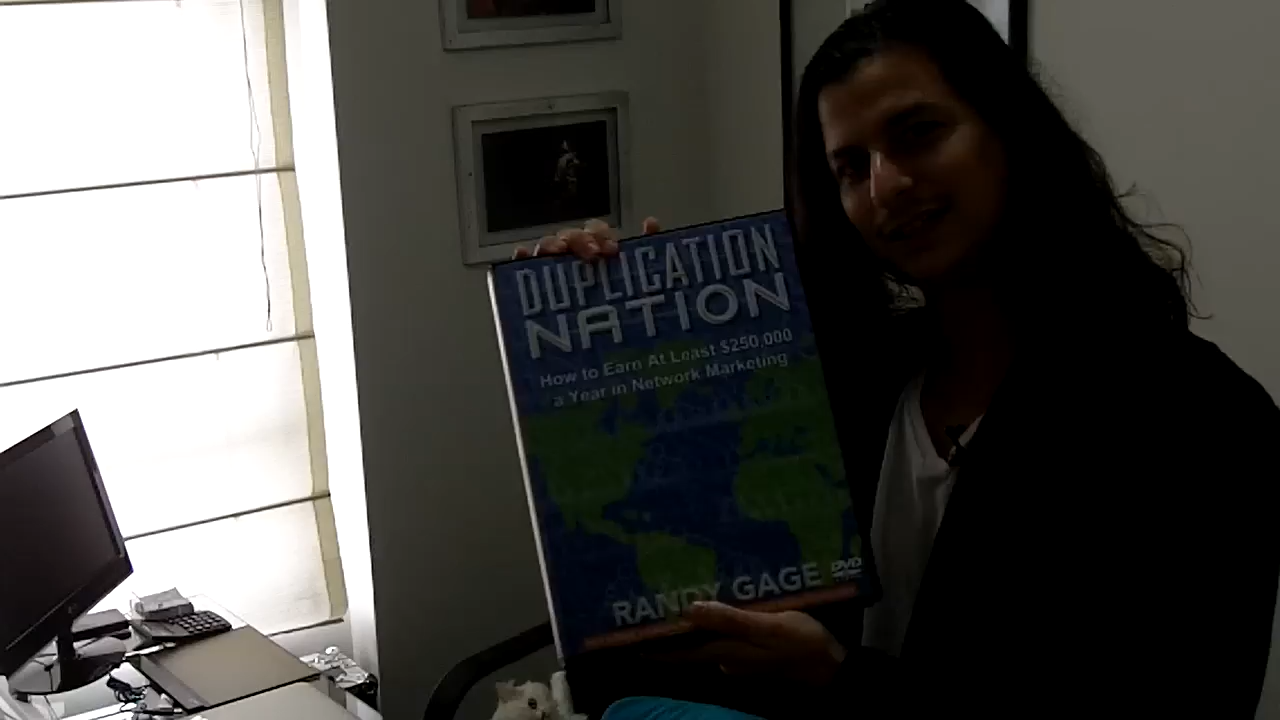 DUPLICATION
NATION
How to Earn At Least $250,000
a Year in Network Marketing
RANDY GAGE
DVD